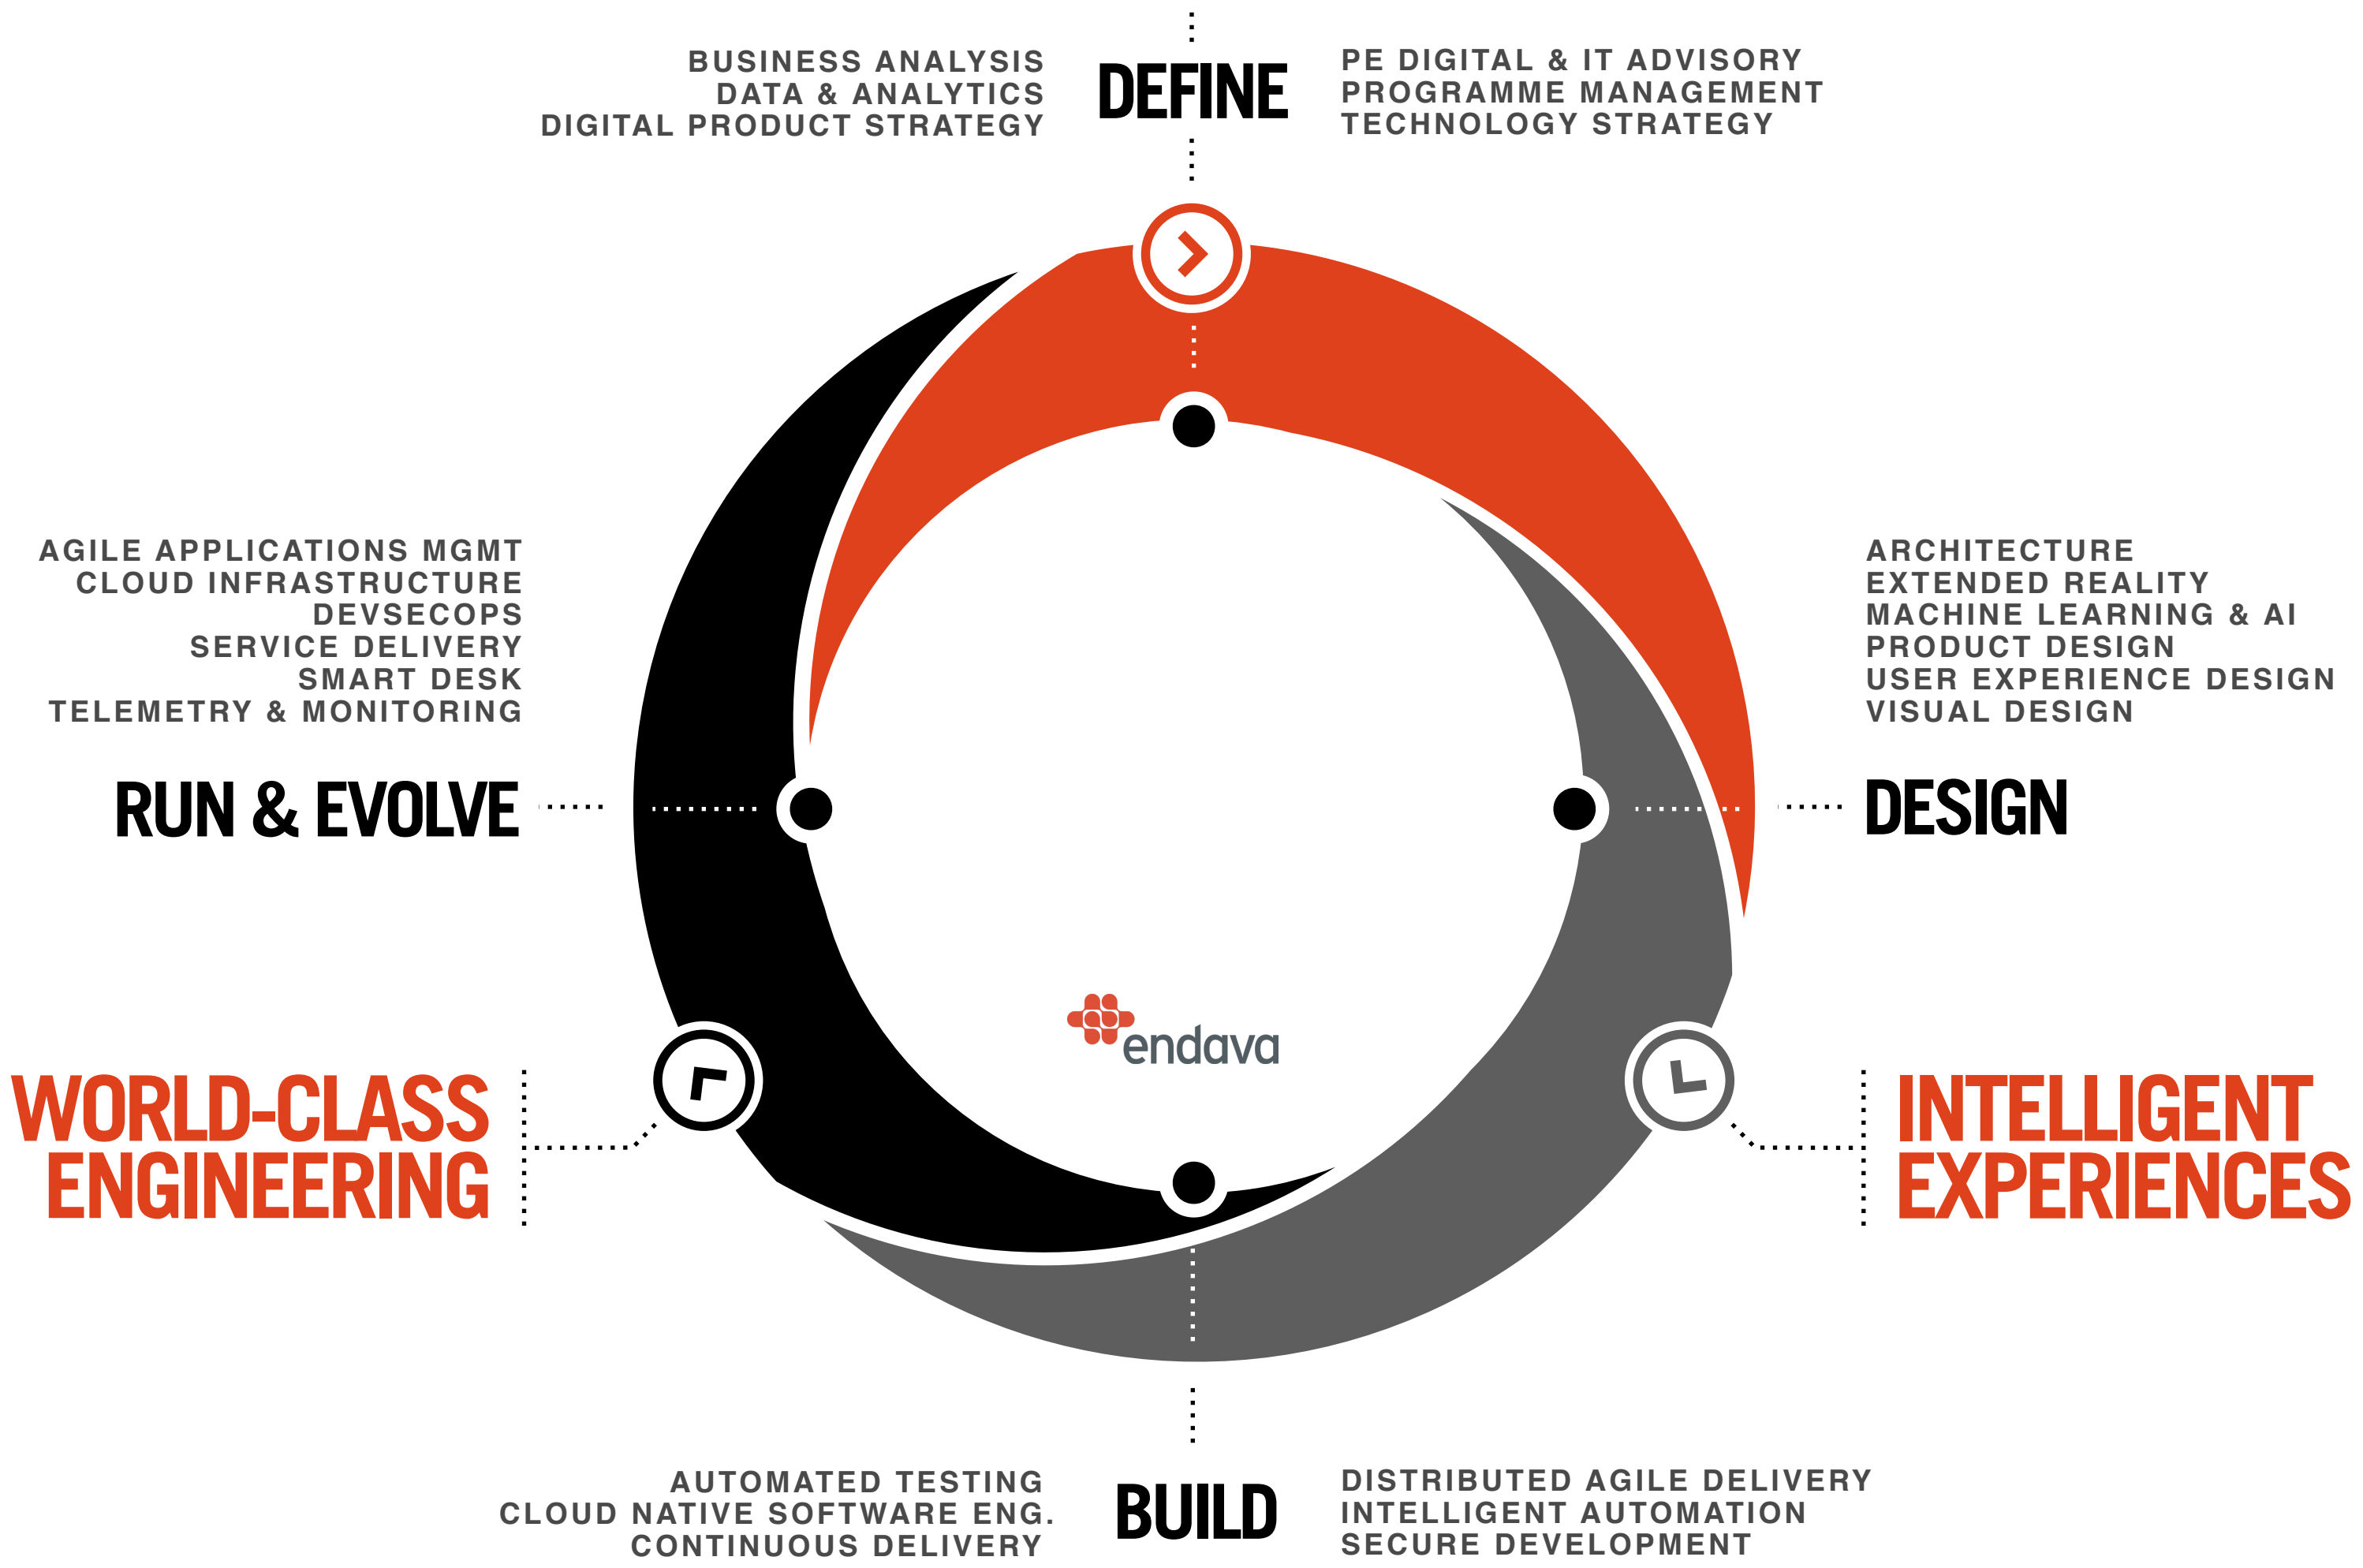 BUSINESS ANALYSIS
DATA & ANALYTICS
DIGITAL PRODUCT STRATEGY
DEFINE
PE DIGITAL & IT ADVISORY
PROGRAMME MANAGEMENT
TECHNOLOGY STRATEGY
AGILE APPLICATIONS MGMT
CLOUD INFRASTRUCTURE
DEVSECOPS
SERVICE DELIVERY
SMART DESK
TELEMETRY & MONITORING
RUN & EVOLVE
ARCHITECTURE
EXTENDED REALITY
MACHINE LEARNING & AI
PRODUCT DESIGN
USER EXPERIENCE DESIGN
VISUAL DESIGN
DESIGN
endava
WORLD-CLASS
ENGINEERING
INTELLIGENT
EXPERIENCES
AUTOMATED TESTING
CLOUD NATIVE SOFTWARE ENG.
CONTINUOUS DELIVERY
BUILD
DISTRIBUTED AGILE DELIVERY
INTELLIGENT AUTOMATION
SECURE DEVELOPMENT